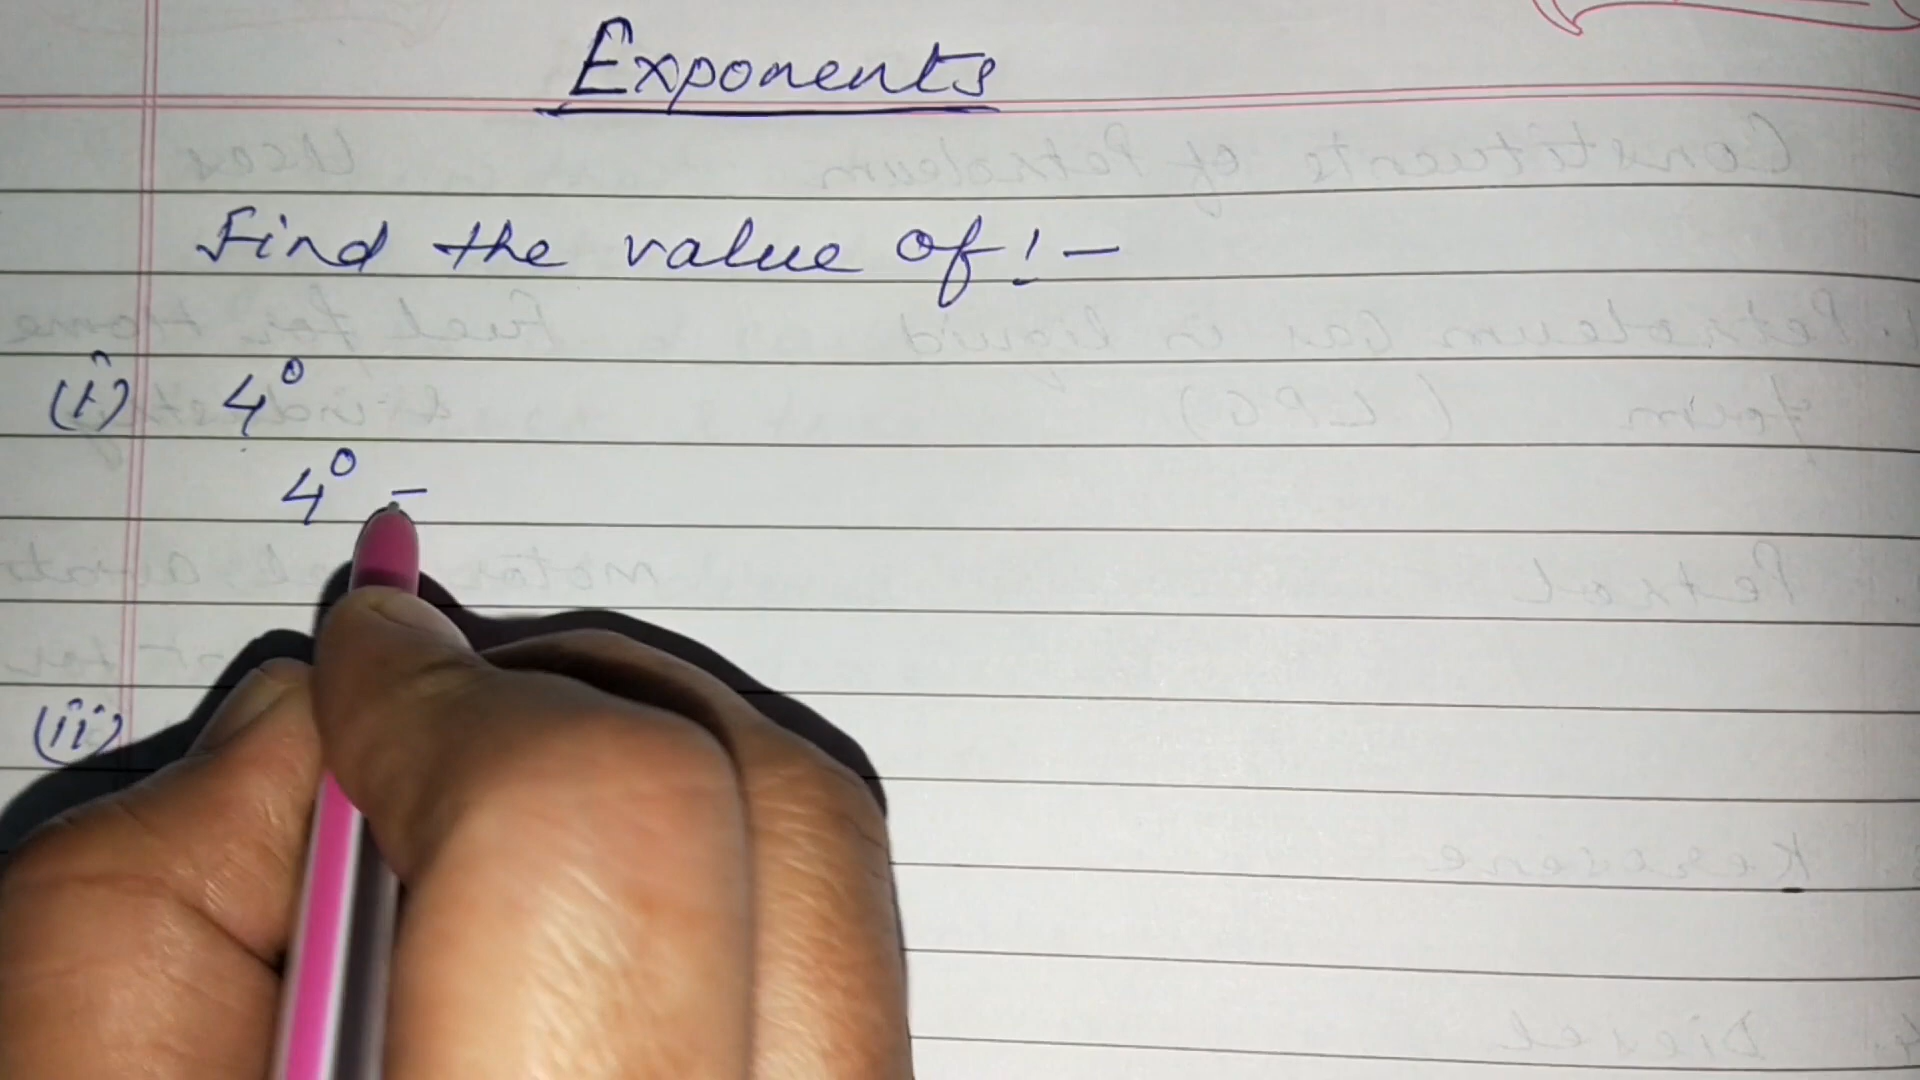 Exponents
Find the value of :-
(i) 4⁰
4⁰ -
(ii)